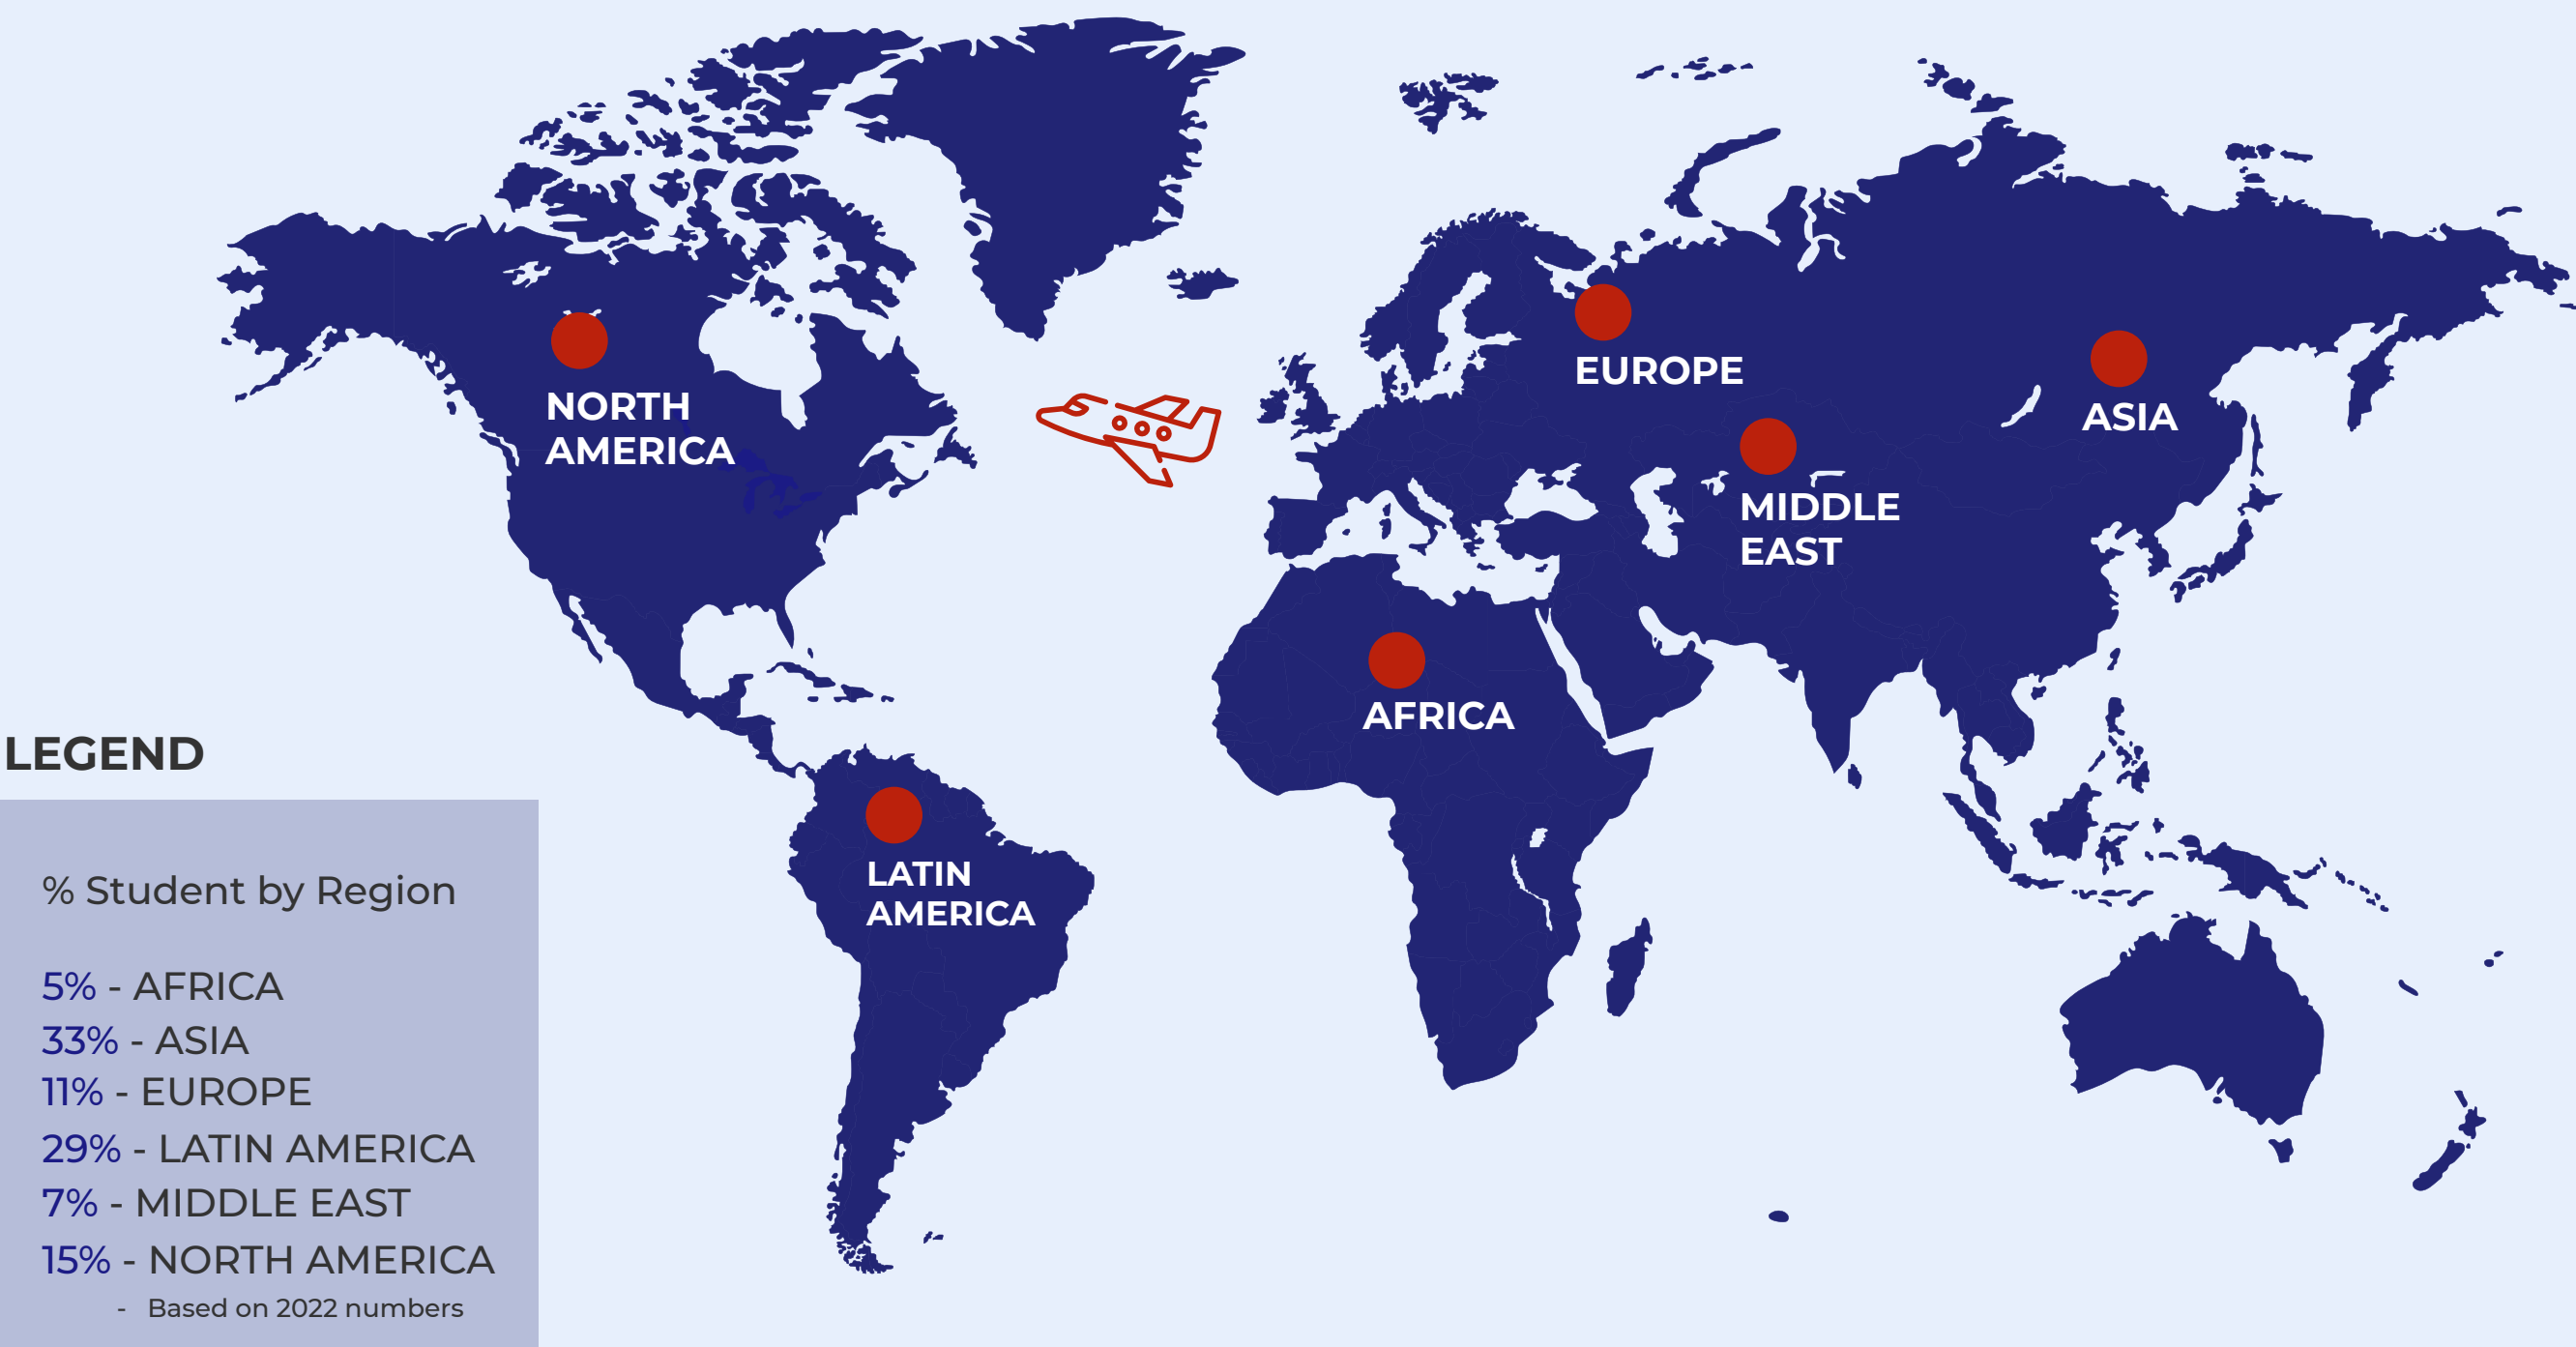 NORTH
AMERICA
EUROPE
ASIA
MIDDLE
EAST
AFRICA
LATIN
AMERICA
LEGEND
% Student by Region
5% - AFRICA
33% - ASIA
11% - EUROPE
29% - LATIN AMERICA
7% - MIDDLE EAST
15% - NORTH AMERICA
- Based on 2022 numbers